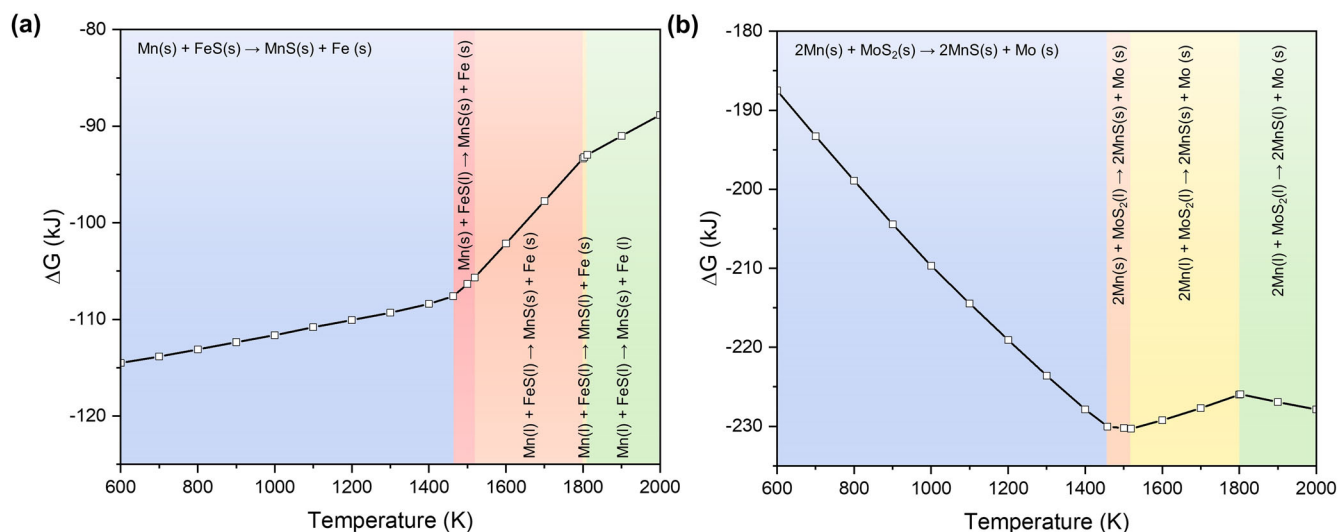 (a)
Mn(s) + FeS(s) → MnS(s) + Fe (s)
-80
-90
-100
-110
-120
ΔG (kJ)
Mn(s) + FeS(l) → MnS(s) + Fe (s)
Mn(l) + FeS(l) → MnS(s) + Fe (s)
Mn(l) + FeS(l) → MnS(l) + Fe (s)
Mn(l) + FeS(l) → MnS(s) + Fe (l)
600 800 1000 1200 1400 1600 1800 2000
Temperature (K)
(b)
2Mn(s) + MoS₂(s) → 2MnS(s) + Mo (s)
-180
-190
-200
-210
-220
-230
ΔG (kJ)
2Mn(s) + MoS₂(l) → 2MnS(s) + Mo (s)
2Mn(l) + MoS₂(l) → 2MnS(s) + Mo (s)
2Mn(l) + MoS₂(l) → 2MnS(l) + Mo (s)
600 800 1000 1200 1400 1600 1800 2000
Temperature (K)